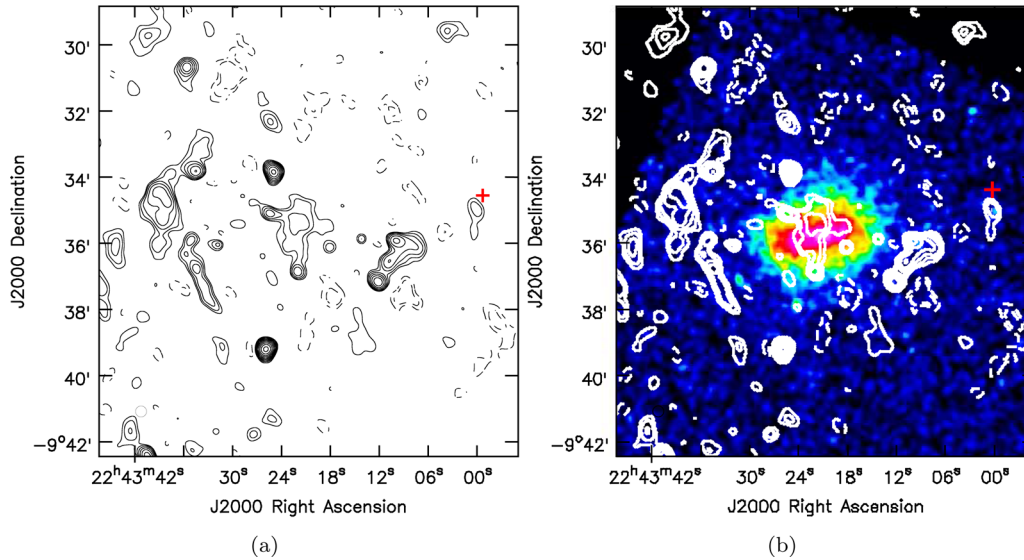 30'
32'
34'
36'
38'
40'
−9°42'
22ʰ43ᵐ42ˢ
30ˢ
24ˢ
18ˢ
12ˢ
06ˢ
00ˢ
J2000 Right Ascension
J2000 Declination
(a)
30'
32'
34'
36'
38'
40'
−9°42'
22ʰ43ᵐ42ˢ
30ˢ
24ˢ
18ˢ
12ˢ
06ˢ
00ˢ
J2000 Right Ascension
J2000 Declination
(b)